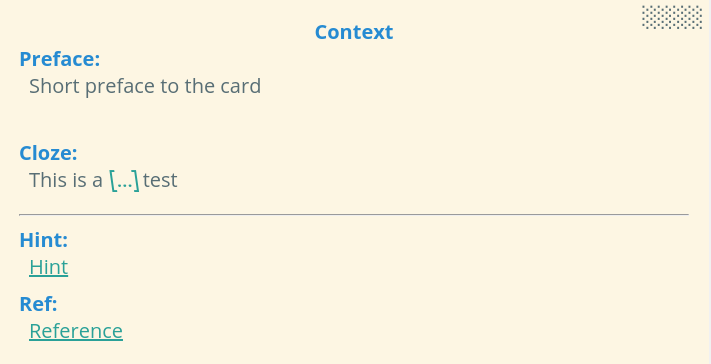 Context
Preface:
Short preface to the card
Cloze:
This is a [...] test
Hint:
Hint
Ref:
Reference